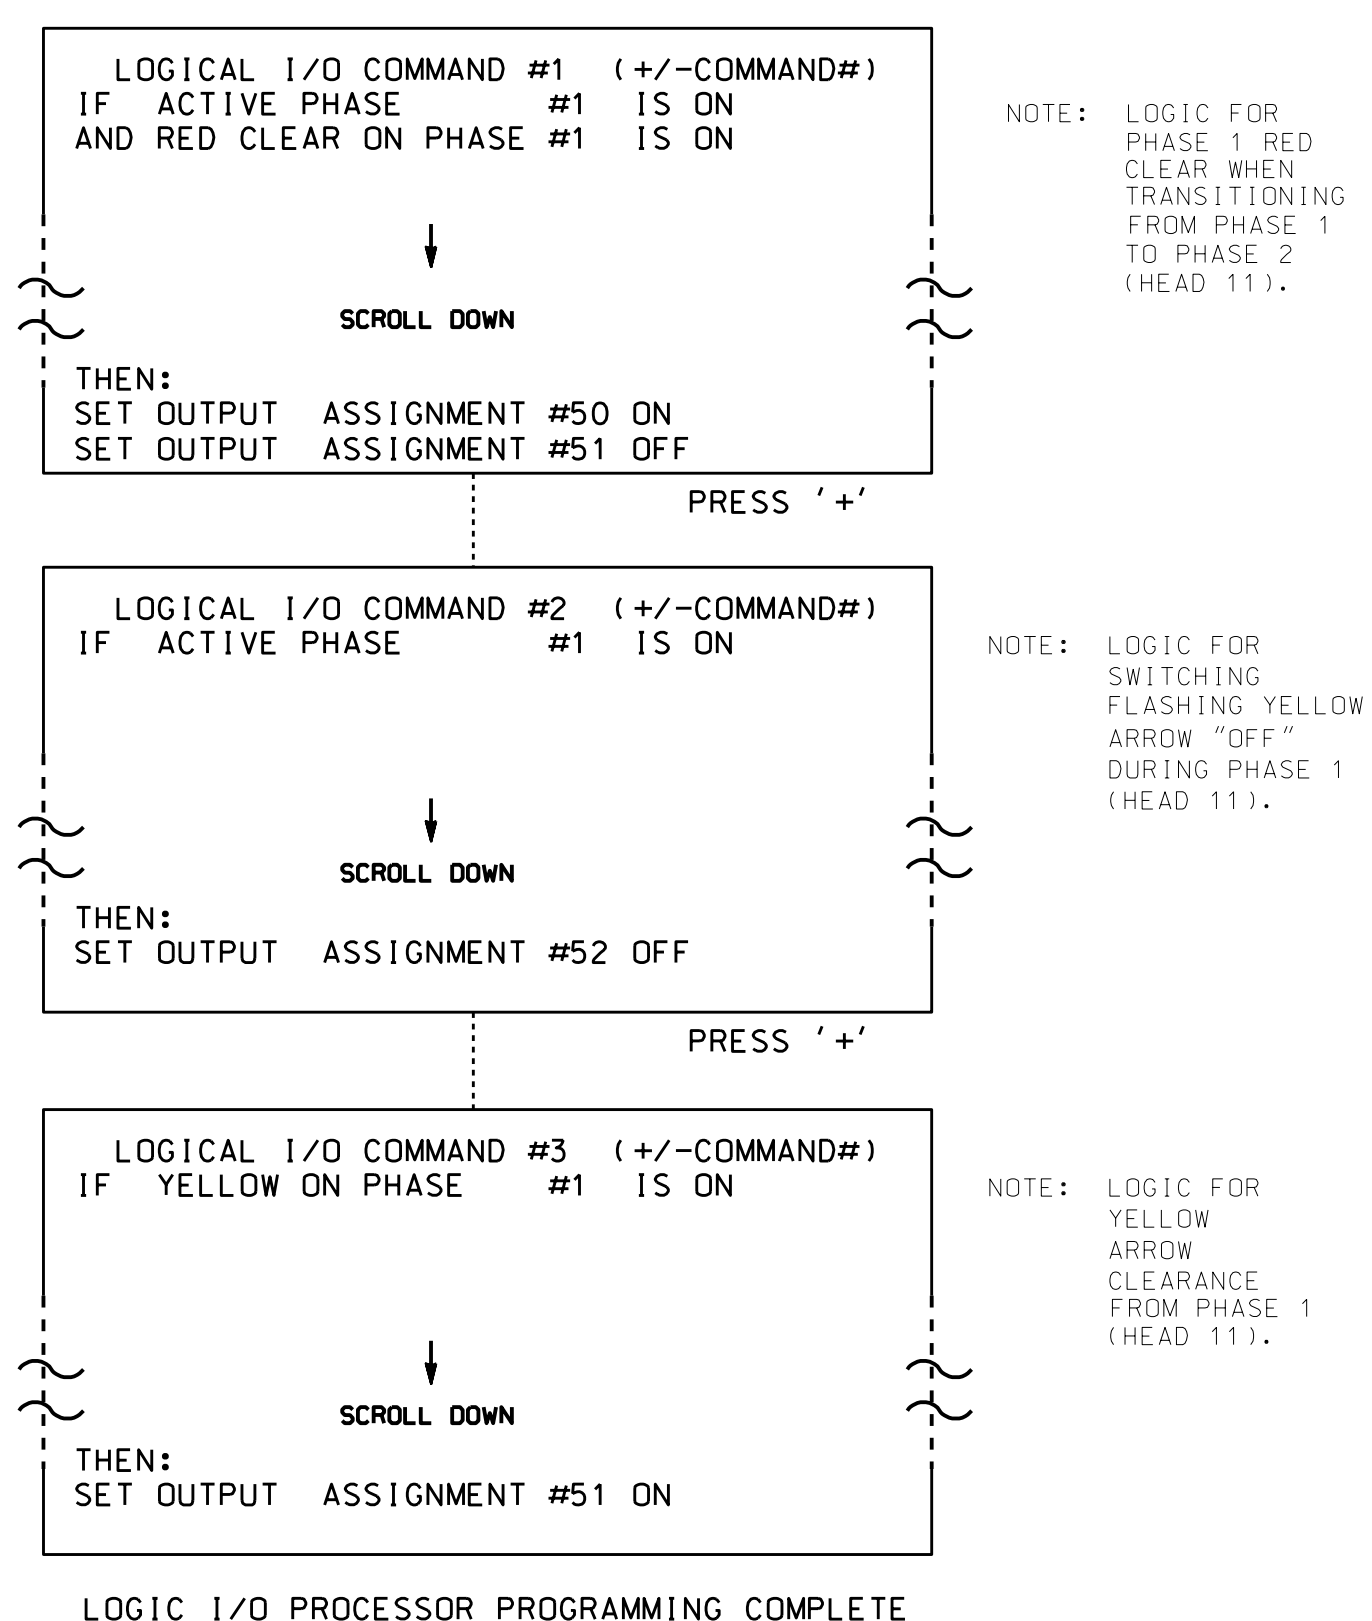 LOGICAL I/O COMMAND #1 (+/-COMMAND#)
IF ACTIVE PHASE #1 IS ON
AND RED CLEAR ON PHASE #1 IS ON
SCROLL DOWN
THEN:
SET OUTPUT ASSIGNMENT #50 ON
SET OUTPUT ASSIGNMENT #51 OFF
NOTE: LOGIC FOR
PHASE 1 RED
CLEAR WHEN
TRANSITIONING
FROM PHASE 1
TO PHASE 2
(HEAD 11).
PRESS '+'
LOGICAL I/O COMMAND #2 (+/-COMMAND#)
IF ACTIVE PHASE #1 IS ON
SCROLL DOWN
THEN:
SET OUTPUT ASSIGNMENT #52 OFF
NOTE: LOGIC FOR
SWITCHING
FLASHING YELLOW
ARROW "OFF"
DURING PHASE 1
(HEAD 11).
PRESS '+'
LOGICAL I/O COMMAND #3 (+/-COMMAND#)
IF YELLOW ON PHASE #1 IS ON
SCROLL DOWN
THEN:
SET OUTPUT ASSIGNMENT #51 ON
NOTE: LOGIC FOR
YELLOW
ARROW
CLEARANCE
FROM PHASE 1
(HEAD 11).
LOGIC I/O PROCESSOR PROGRAMMING COMPLETE